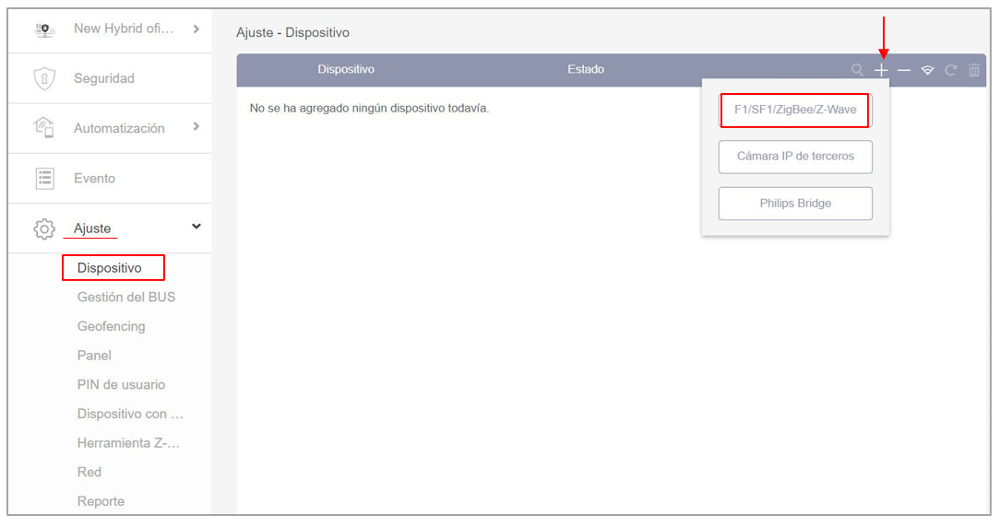 New Hybrid ofi...
Seguridad
Automatización
Evento
Ajuste
Dispositivo
Gestión del BUS
Geofencing
Panel
PIN de usuario
Dispositivo con ...
Herramienta Z-...
Red
Reporte
Ajuste - Dispositivo
Dispositivo Estado
No se ha agregado ningún dispositivo todavía.
F1/SF1/ZigBee/Z-Wave
Cámara IP de terceros
Philips Bridge